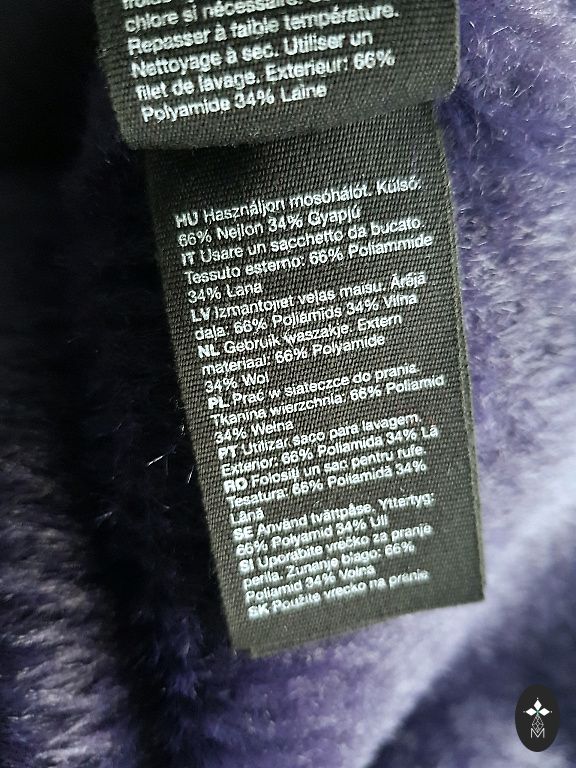 chlore si nécessaire.
Repasser à faible température.
Nettoyage à sec. Utiliser un
filet de lavage. Exterieur: 66%
Polyamide 34% Laine
HU Használjon mosóhálót. Külső:
66% Nejlon 34% Gyapjú
IT Usare un sacchetto da bucato.
Tessuto esterno: 66% Poliammide
34% Lana
LV Izmantojiet veļas maisu. Ārējā
daļa: 66% Poliamīds 34% Vilna
NL Gebruik waszakje. Extern
materiaal: 66% Polyamide
34% Wol
PL Prać w siateczce do prania.
Tkanina wierzchnia: 66% Poliamid
34% Wełna
PT Utilizar saco para lavagem.
Exterior: 66% Poliamida 34% Lã
RO Folosiți un sac pentru rufe.
Țesatura: 66% Poliamidă 34%
Lână
SE Använd tvättpåse. Yttertyg:
66% Polyamid 34% Ull
SI Uporabite vrečko za pranje
perila. Zunanje blago: 66%
Poliamid 34% Volna
SK Použite vrecko na pranie
M